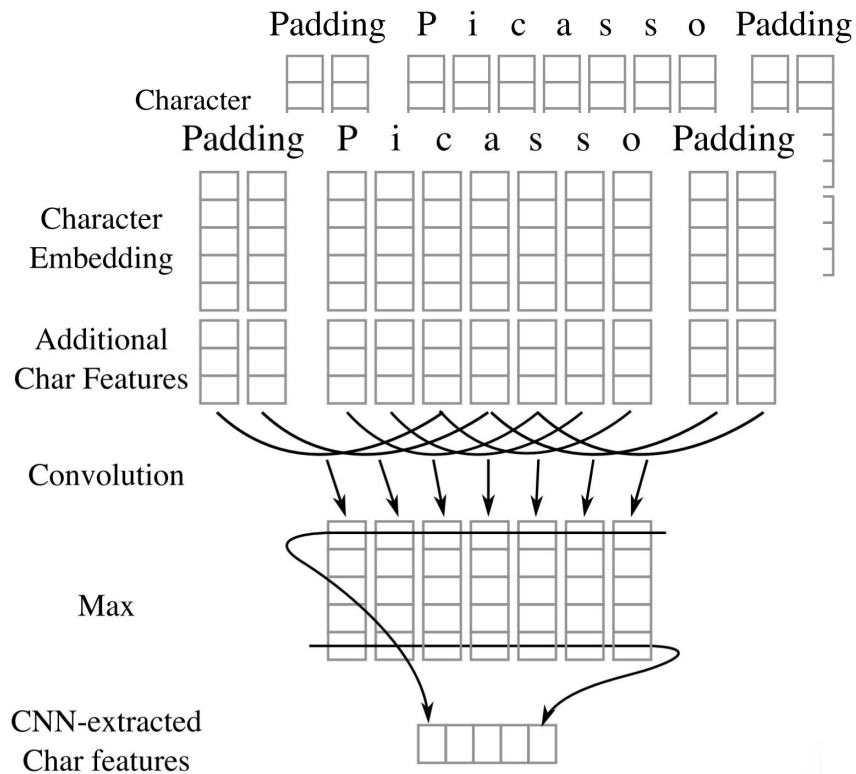 Padding P i c a s s o Padding
Character
Padding P i c a s s o Padding
Character
Embedding
Additional
Char Features
Convolution
Max
CNN-extracted
Char features